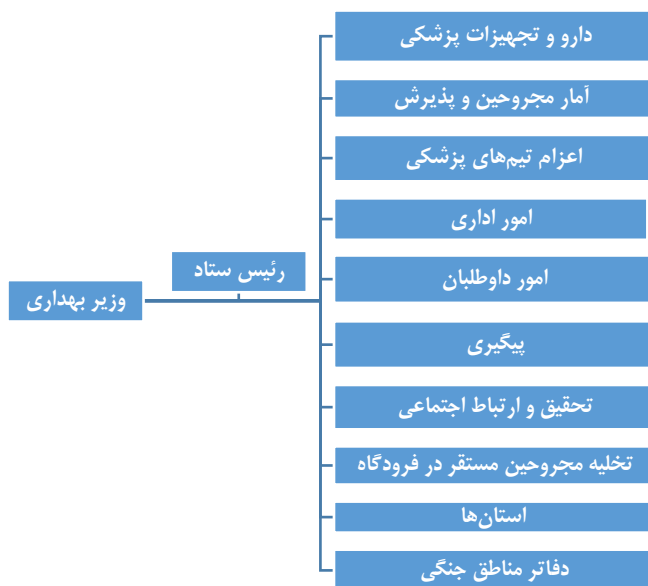 وزیر بهداری
رئیس ستاد
دارو و تجهیزات پزشکی
آمار مجروحین و پذیرش
اعزام تیم‌های پزشکی
امور اداری
امور داوطلبان
پیگیری
تحقیق و ارتباط اجتماعی
تخلیه مجروحین مستقر در فرودگاه
استان‌ها
دفاتر مناطق جنگی